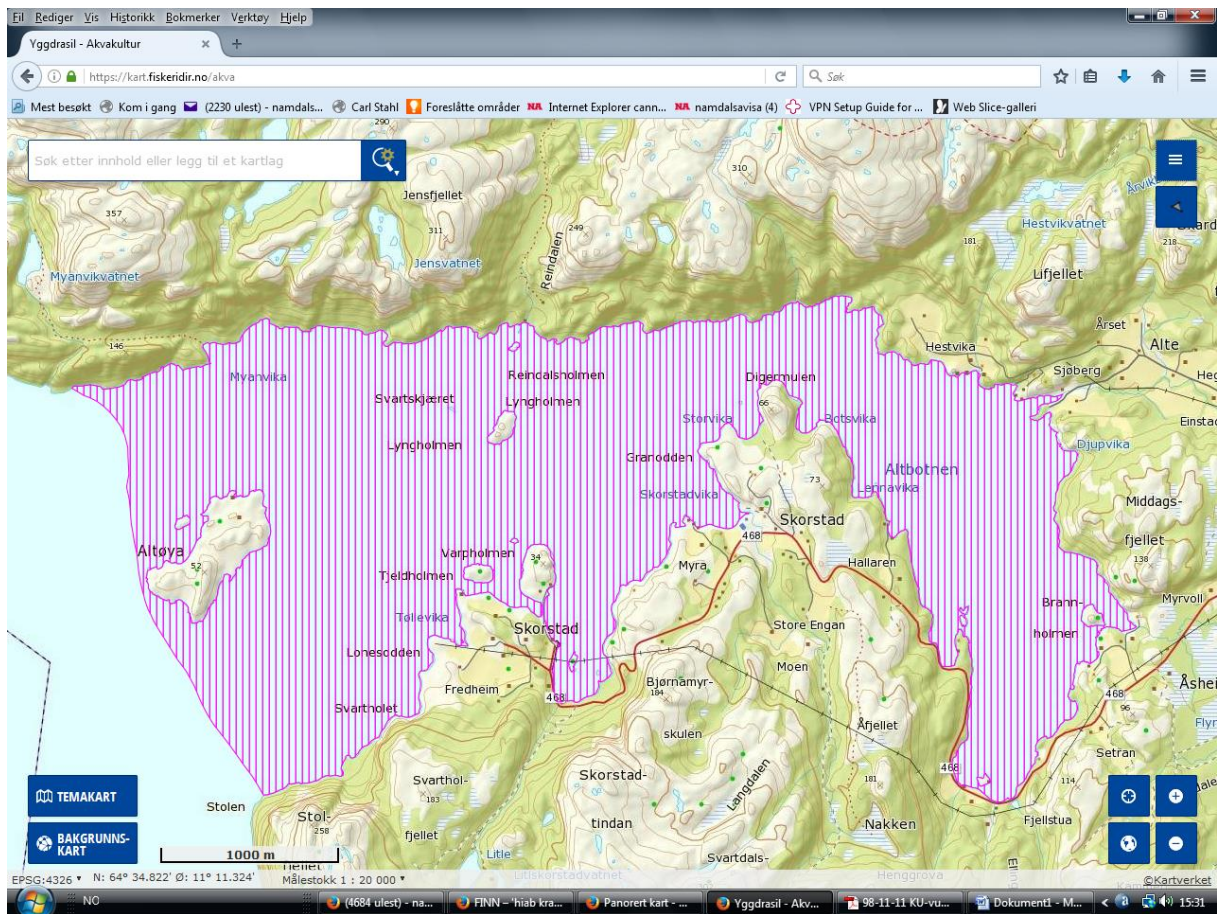 Fil Rediger Vis Historikk Bokmerker Verktøy Hjelp
Yggdrasil - Akvakultur
https://kart.fiskeridir.no/akva
Søk
Mest besøkt Kom i gang (2230 ulest) - namdals... Carl Stahl Foreslåtte områder Internet Explorer cann... namdalsavisa (4) VPN Setup Guide for ... Web Slice-galleri
290
Søk etter innhold eller legg til et kartlag
310
Jensfjellet
357
311
249
Reindalen
Hestvikvatnet
181
218
Jensvatnet
Myanvikvatnet
Lifjellet
146
Årset
Hestvika
Alte
Sjøberg
Myanvika
Reindalsholmen
Digermulen
Svartskjæret
Lyngholmen
66
Storvika
Botsvika
Djupvika
Lyngholmen
Granodden
Altbotnen
73
Lennavika
Skorstadvika
Middags-
Skorstad
468
fjellet
138
Altøya
Varpholmen
34
52
Tjeldholmen
Myra
Hallaren
Myrvoll
Brann-
Tøllevika
Skorstad
Store Engan
holmen
Lonesodden
Moen
Fredheim
468
Bjørnamyr-
184
468
96
Svartholet
skulen
Åfjellet
Setran
468
Svarthol-
183
Skorstad-
181
114
TEMAKART
Stolen
Stol-
258
Langdalen
tindan
Nakken
Fjellstua
fjellet
BAKGRUNNS-
KART
Litle
Svartdals-
1000 m
Litlskorstadvatnet
Henggrova
EPSG:4326 N: 64° 34.822' Ø: 11° 11.324' Målestokk 1 : 20 000
©Kartverket
NO
(4684 ulest) - na... FINN – 'hiab kra... Panorert kart - ... Yggdrasil - Akv... 98-11-11 KU-vu... Dokument1 - M... 15:31